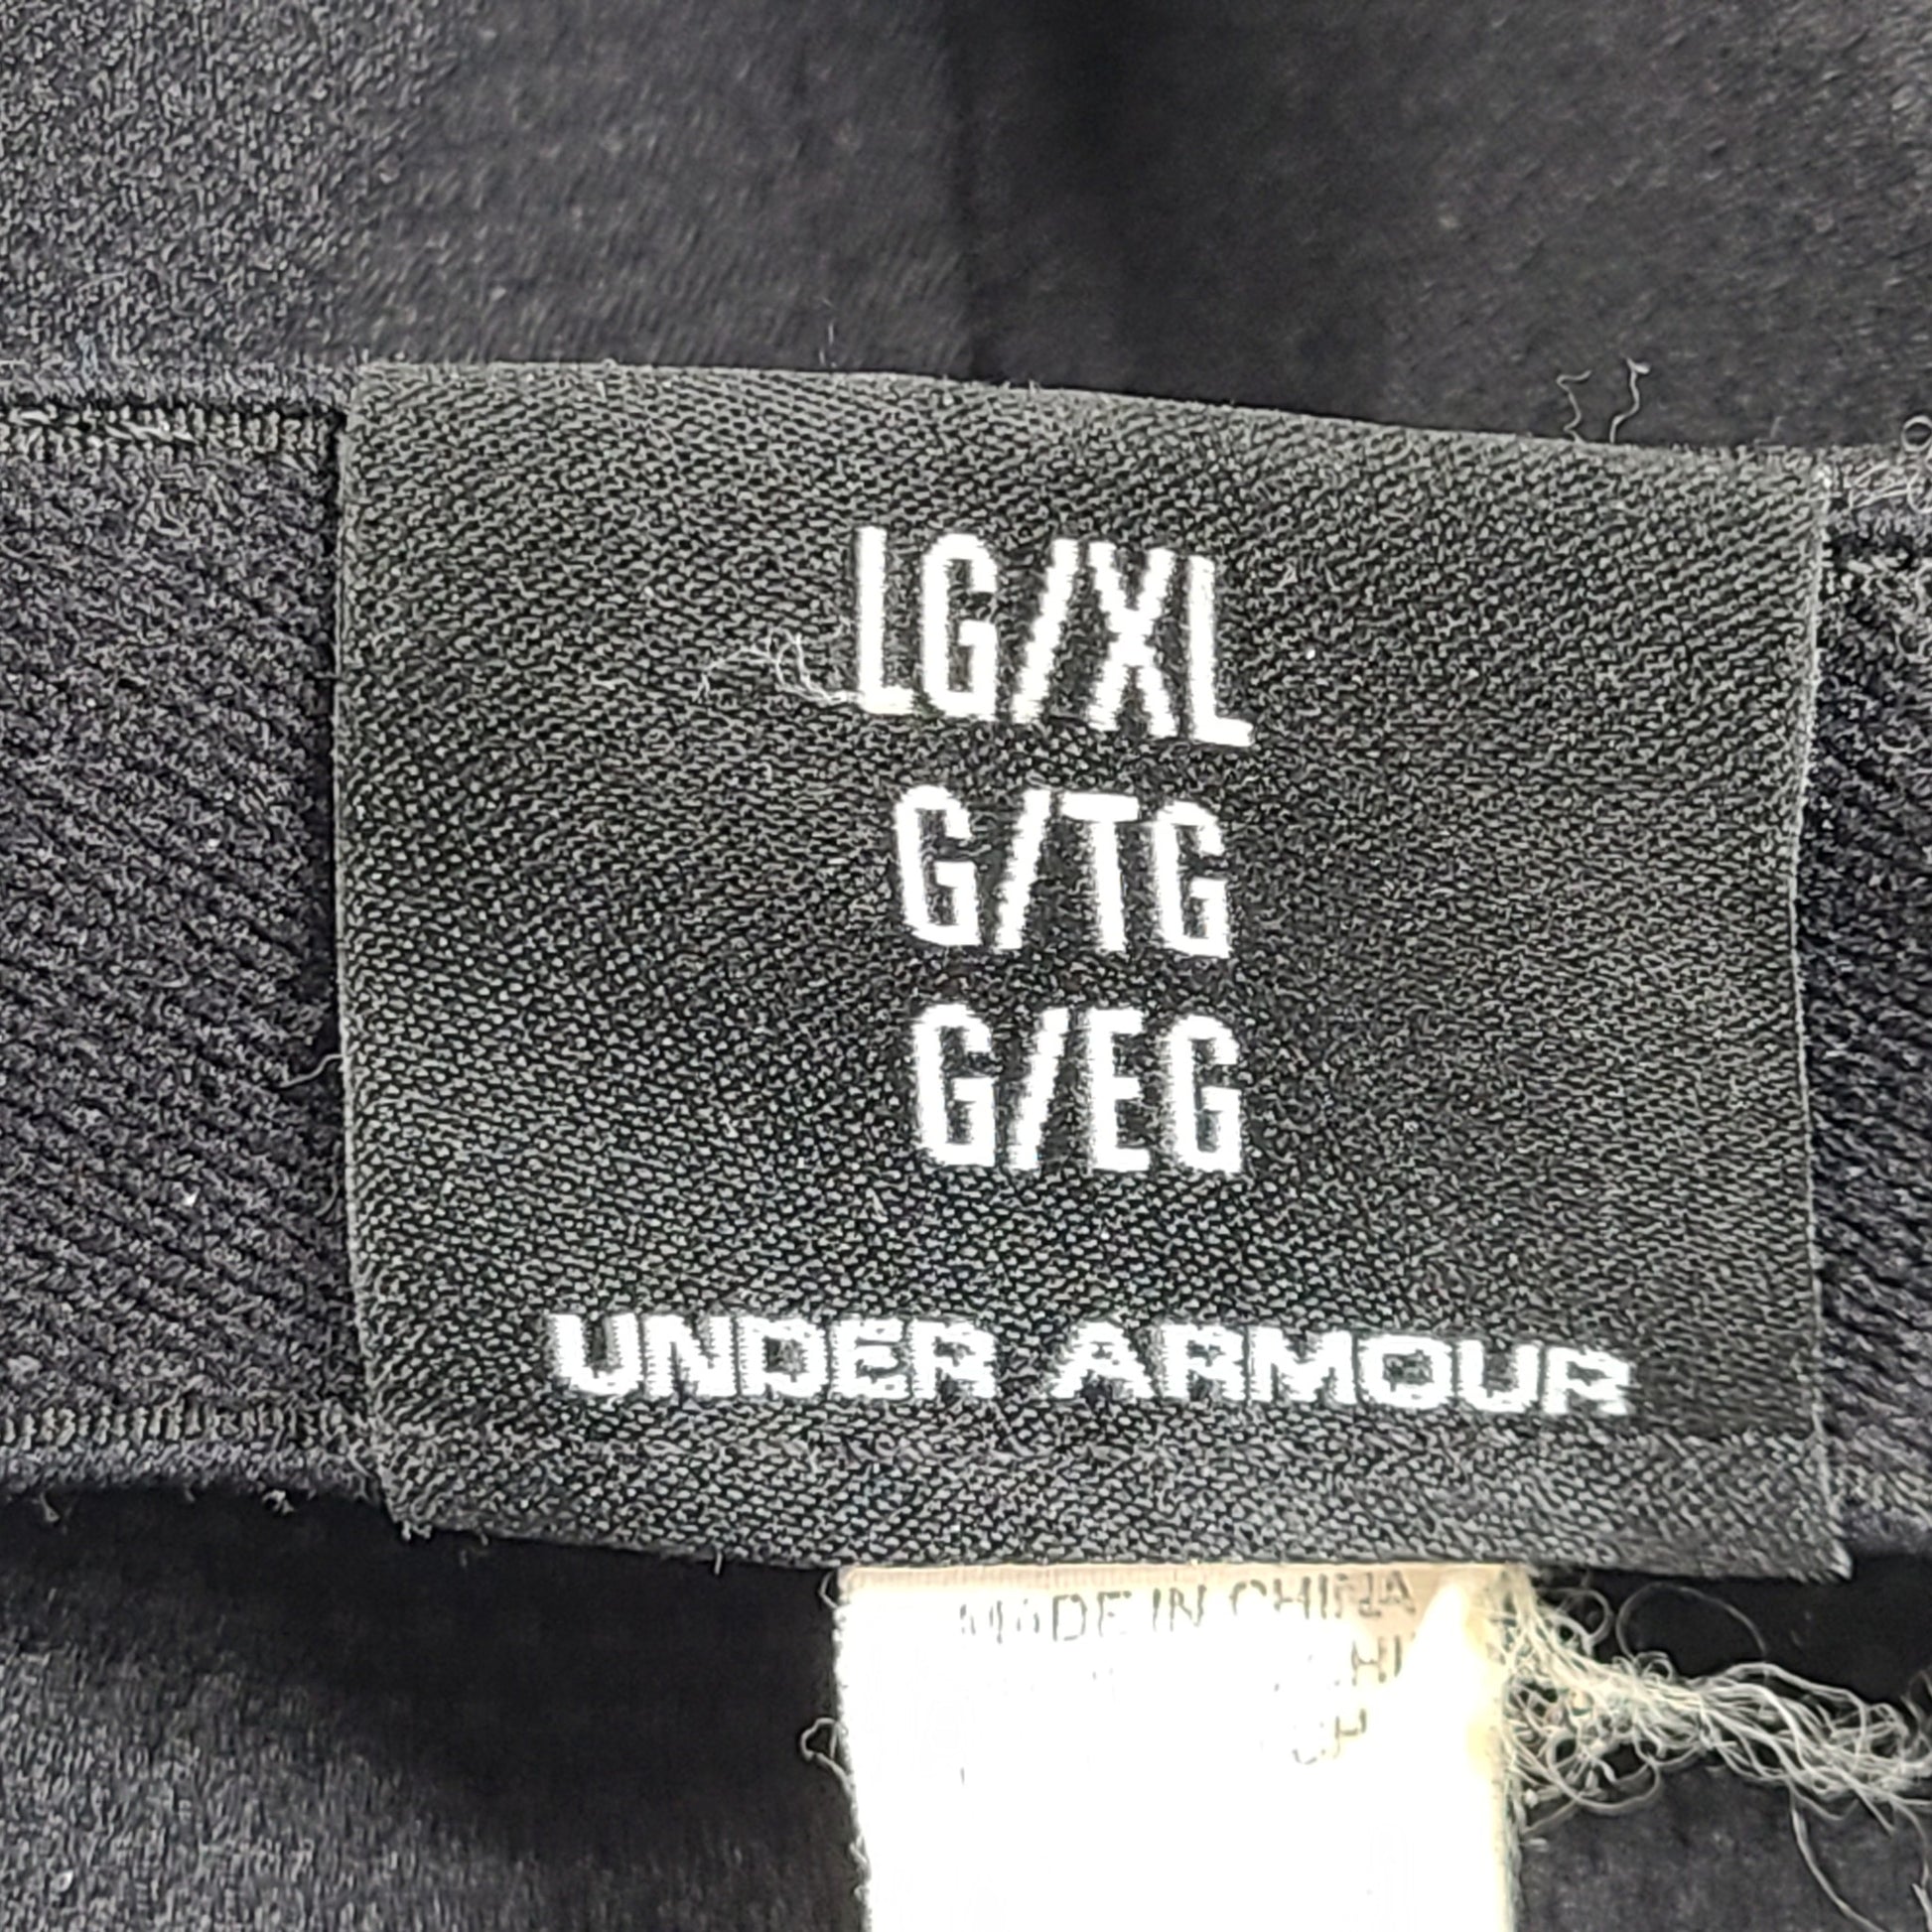 LG/XL
G/TG
G/EG
UNDER ARMOUR
MADE IN CHINA